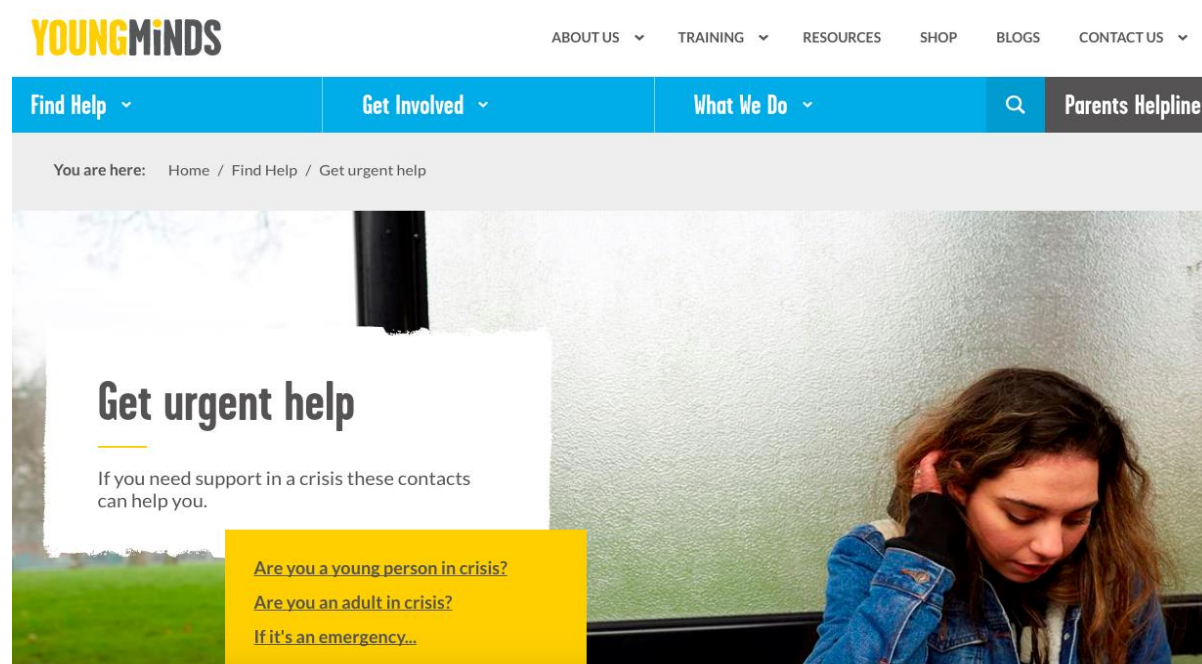 YOUNGMiNDS
ABOUT US
TRAINING
RESOURCES
SHOP
BLOGS
CONTACT US
Find Help
Get Involved
What We Do
Parents Helpline
You are here: Home / Find Help / Get urgent help
Get urgent help
If you need support in a crisis these contacts
can help you.
Are you a young person in crisis?
Are you an adult in crisis?
If it's an emergency...